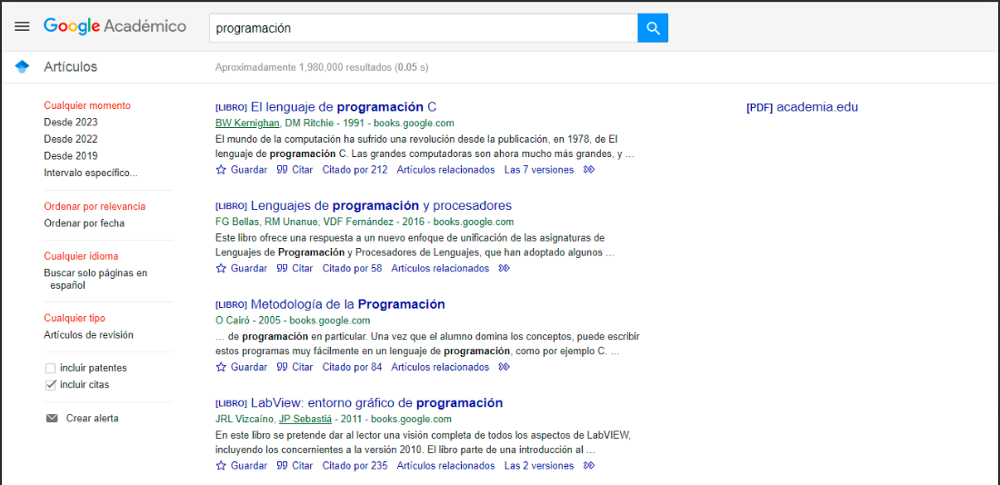 Google Académico
programación
Artículos
Aproximadamente 1,980,000 resultados (0.05 s)
Cualquier momento
Desde 2023
Desde 2022
Desde 2019
Intervalo específico...
Ordenar por relevancia
Ordenar por fecha
Cualquier idioma
Buscar solo páginas en
español
Cualquier tipo
Artículos de revisión
incluir patentes
incluir citas
Crear alerta
[LIBRO] El lenguaje de programación C
BW Kernighan, DM Ritchie - 1991 - books.google.com
El mundo de la computación ha sufrido una revolución desde la publicación, en 1978, de El
lenguaje de programación C. Las grandes computadoras son ahora mucho más grandes, y …
Guardar Citar Citado por 212 Artículos relacionados Las 7 versiones
[PDF] academia.edu
[LIBRO] Lenguajes de programación y procesadores
FG Bellas, RM Unanue, VDF Fernández - 2016 - books.google.com
Este libro ofrece una respuesta a un nuevo enfoque de unificación de las asignaturas de
Lenguajes de Programación y Procesadores de Lenguajes, que han adoptado algunos …
Guardar Citar Citado por 58 Artículos relacionados
[LIBRO] Metodología de la Programación
O Cairó - 2005 - books.google.com
… de programación en particular. Una vez que el alumno domina los conceptos, puede escribir
estos programas muy fácilmente en un lenguaje de programación, como por ejemplo C. …
Guardar Citar Citado por 84 Artículos relacionados
[LIBRO] LabView: entorno gráfico de programación
JRL Vizcaíno, JP Sebastiá - 2011 - books.google.com
En este libro se pretende dar al lector una visión completa de todos los aspectos de LabVIEW,
incluyendo los concernientes a la versión 2010. El libro parte de una introducción al …
Guardar Citar Citado por 235 Artículos relacionados Las 2 versiones